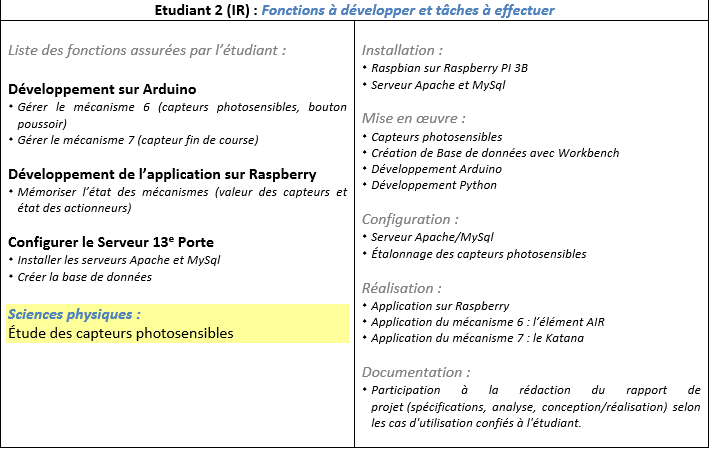 Etudiant 2 (IR) : Fonctions à développer et tâches à effectuer
Liste des fonctions assurées par l’étudiant :
Développement sur Arduino
• Gérer le mécanisme 6 (capteurs photosensibles, bouton
poussoir)
• Gérer le mécanisme 7 (capteur fin de course)
Développement de l’application sur Raspberry
• Mémoriser l’état des mécanismes (valeur des capteurs et
état des actionneurs)
Configurer le Serveur 13e Porte
• Installer les serveurs Apache et MySql
• Créer la base de données
Sciences physiques :
Étude des capteurs photosensibles
Installation :
• Raspbian sur Raspberry PI 3B
• Serveur Apache et MySql
Mise en œuvre :
• Capteurs photosensibles
• Création de Base de données avec Workbench
• Développement Arduino
• Développement Python
Configuration :
• Serveur Apache/MySql
• Étalonnage des capteurs photosensibles
Réalisation :
• Application sur Raspberry
• Application du mécanisme 6 : l’élément AIR
• Application du mécanisme 7 : le Katana
Documentation :
• Participation à la rédaction du rapport de
projet (spécifications, analyse, conception/réalisation) selon
les cas d'utilisation confiés à l'étudiant.